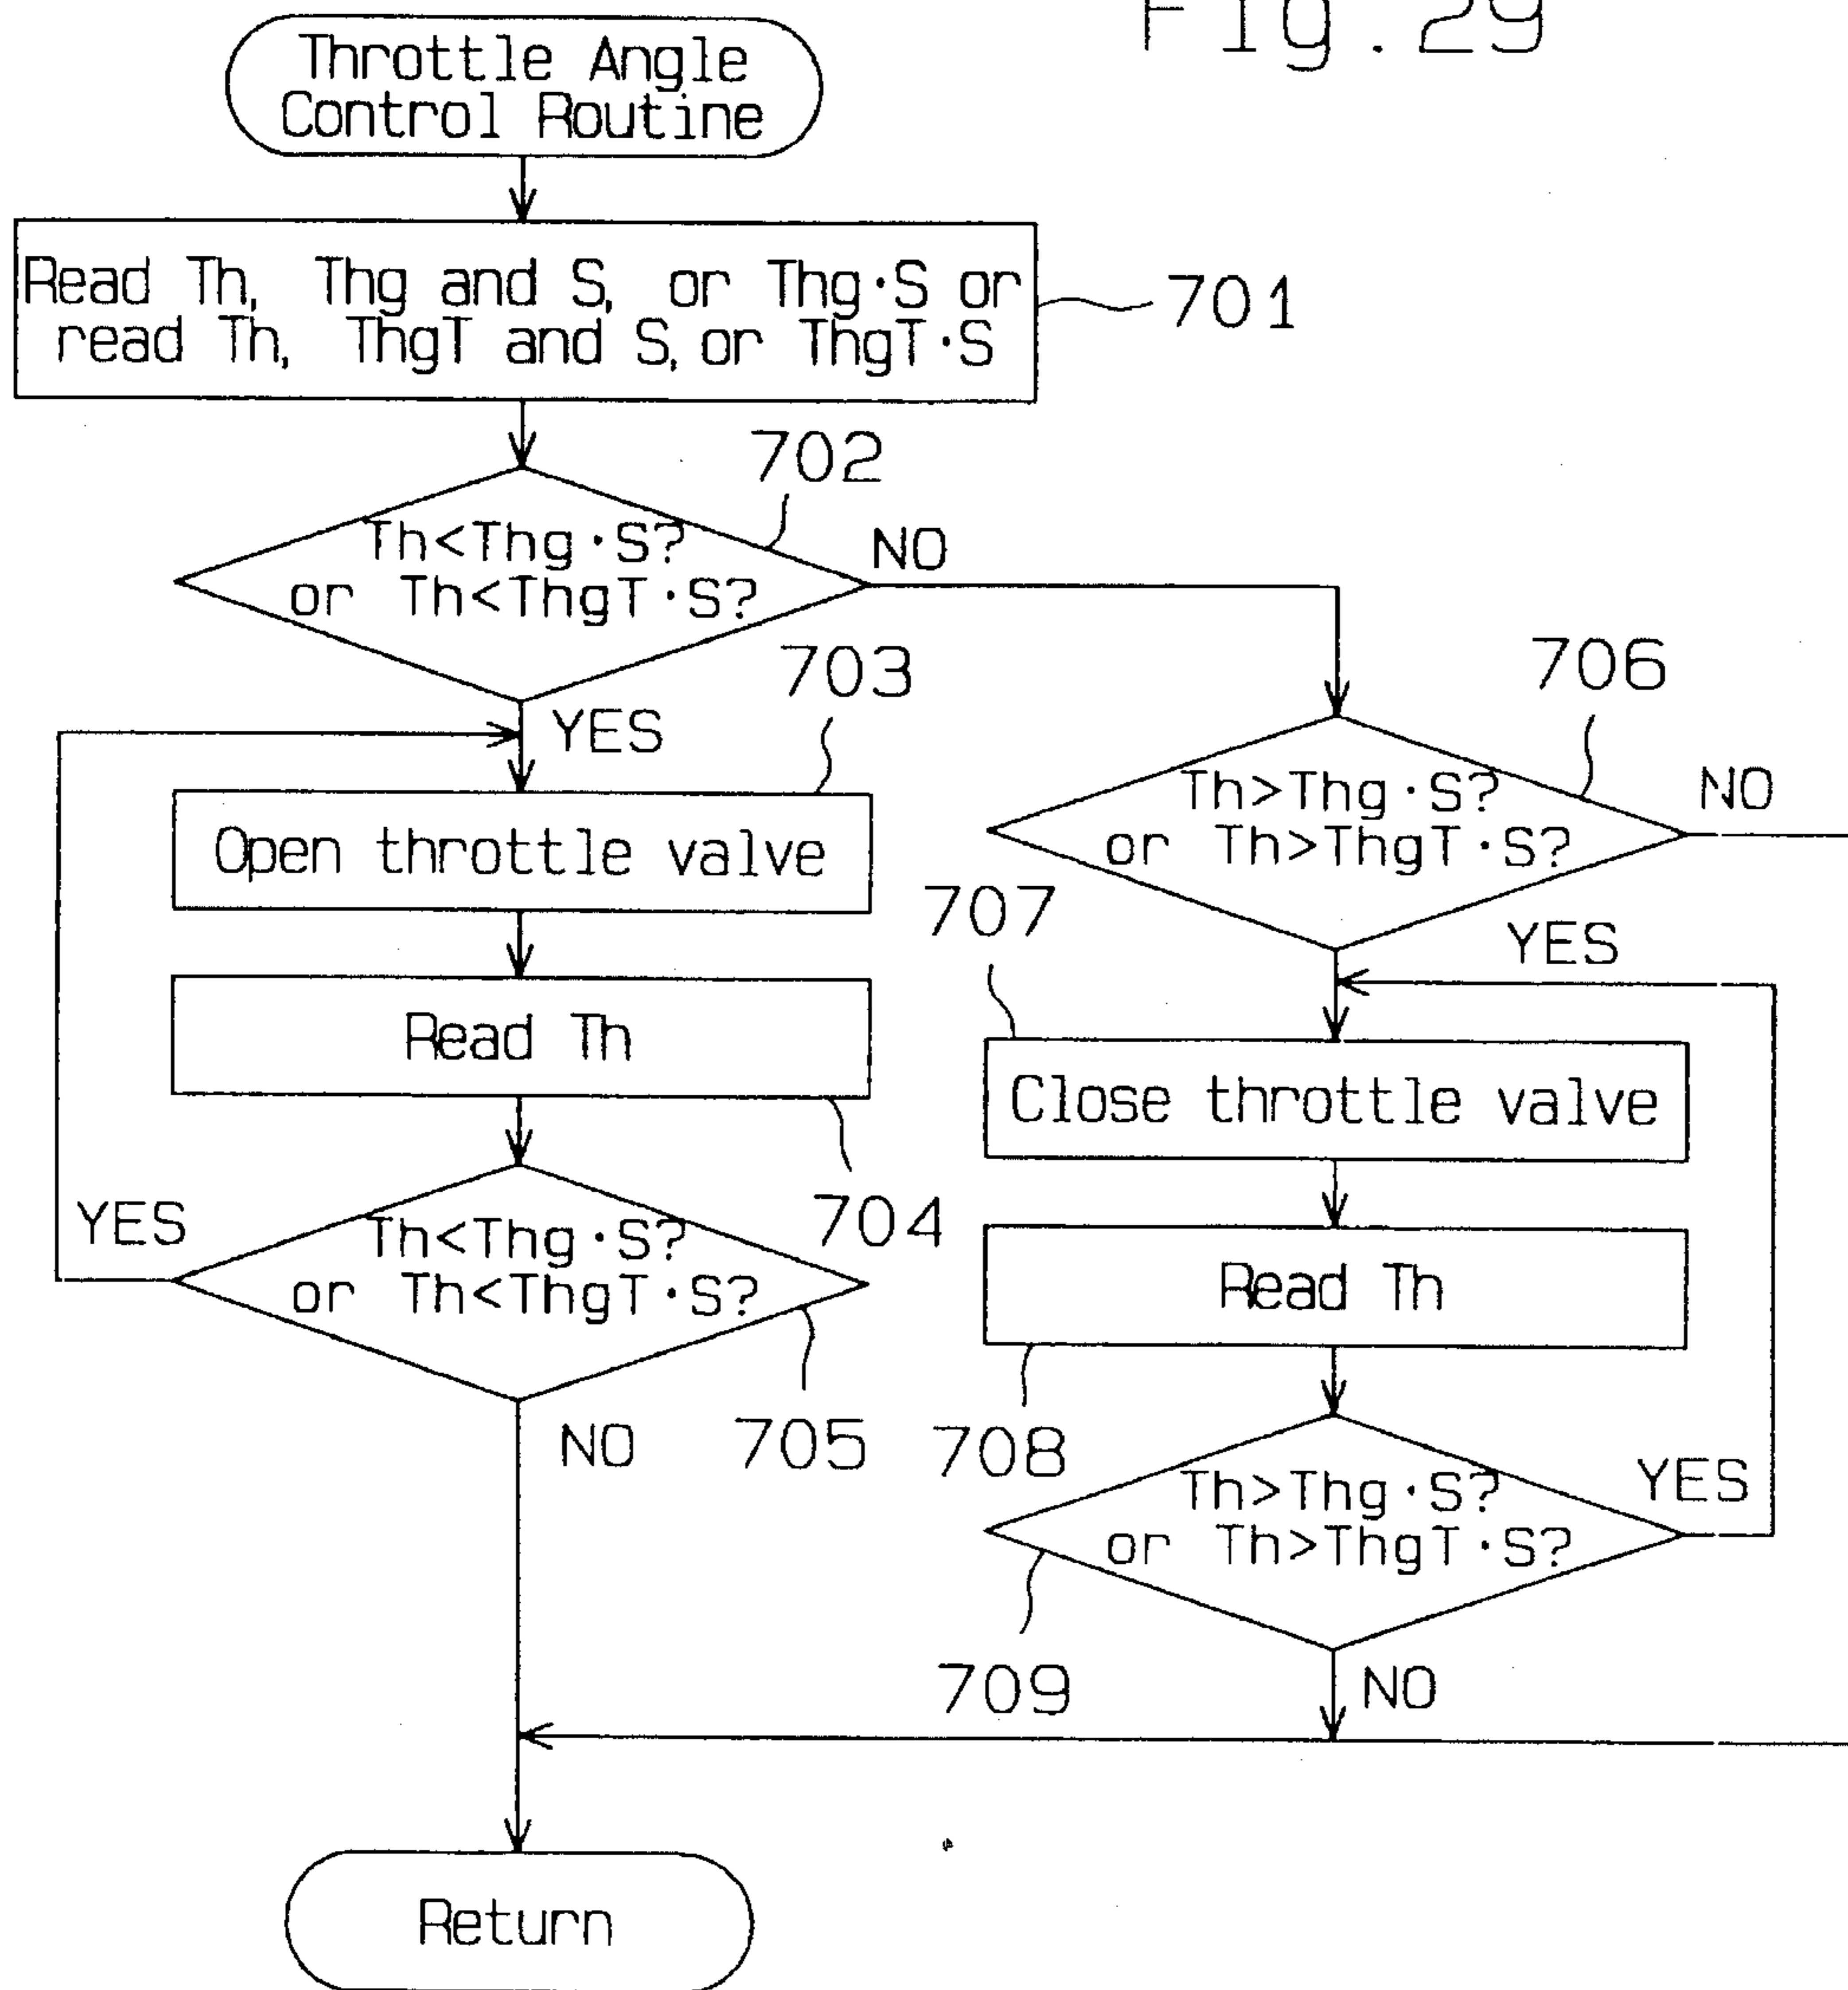 Fig.29
Throttle Angle
Control Routine
Read Th, Thg and S, or Thg·S or
read Th, ThgT and S, or ThgT·S
701
702
Th<Thg·S?
or Th<ThgT·S?
NO
YES
703
Open throttle valve
Read Th
704
Th<Thg·S?
or Th<ThgT·S?
YES
705
NO
706
Th>Thg·S?
or Th>ThgT·S?
NO
YES
707
Close throttle valve
Read Th
708
Th>Thg·S?
or Th>ThgT·S?
YES
709
NO
Return